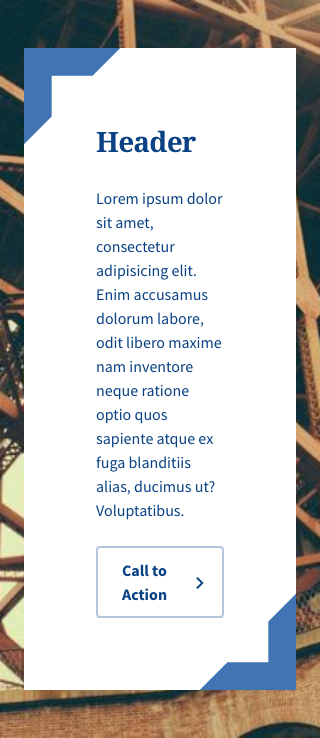 Header
Lorem ipsum dolor
sit amet,
consectetur
adipisicing elit.
Enim accusamus
dolorum labore,
odit libero maxime
nam inventore
neque ratione
optio quos
sapiente atque ex
fuga blanditiis
alias, ducimus ut?
Voluptatibus.
Call to
Action